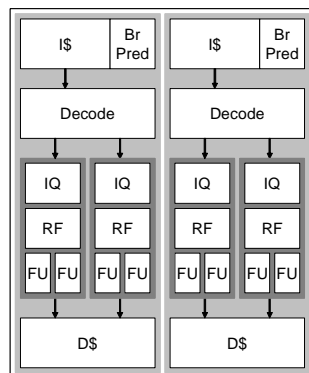 I$ Br Pred I$ Br Pred
Decode Decode
IQ IQ IQ IQ
RF RF RF RF
FU FU FU FU FU FU FU FU
D$ D$